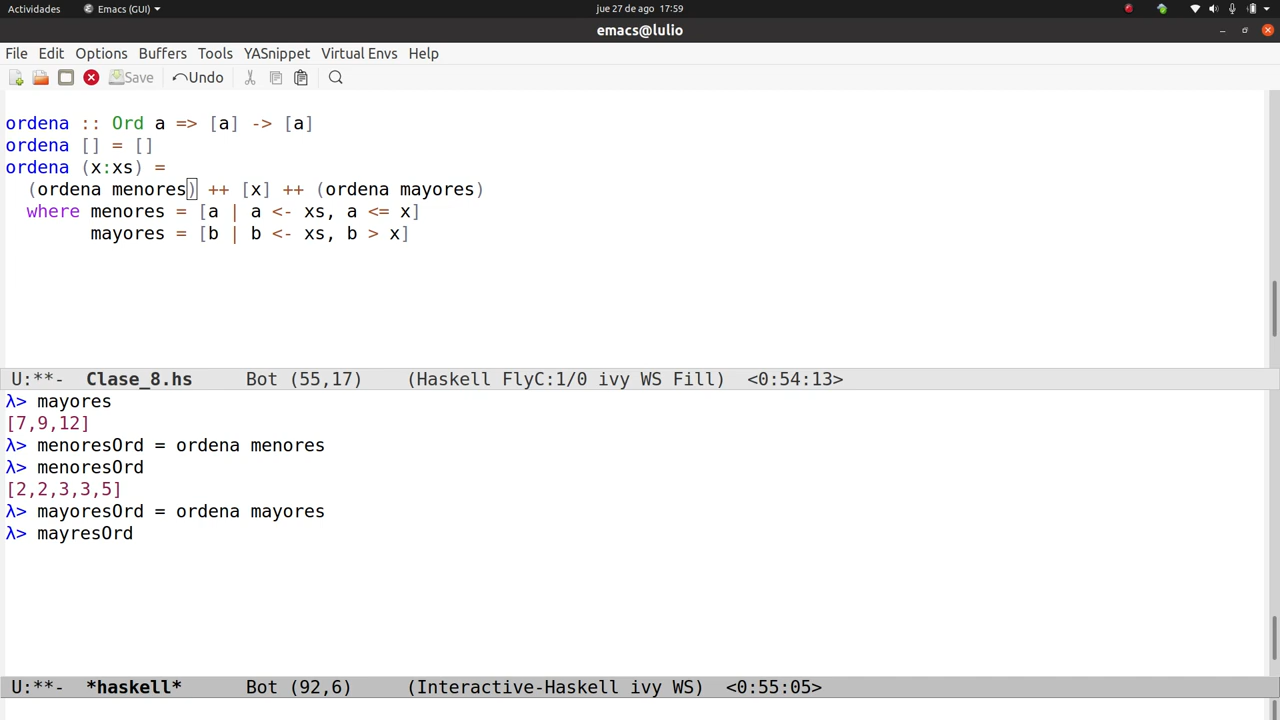 Actividades Emacs (GUI) jue 27 de ago 17:59
emacs@lulio
File Edit Options Buffers Tools YASnippet Virtual Envs Help
Save Undo
ordena :: Ord a => [a] -> [a]
ordena [] = []
ordena (x:xs) =
  (ordena menores) ++ [x] ++ (ordena mayores)
  where menores = [a | a <- xs, a <= x]
        mayores = [b | b <- xs, b > x]
U:**-  Clase_8.hs     Bot (55,17)    (Haskell FlyC:1/0 ivy WS Fill)  <0:54:13>
λ> mayores
[7,9,12]
λ> menoresOrd = ordena menores
λ> menoresOrd
[2,2,3,3,5]
λ> mayoresOrd = ordena mayores
λ> mayresOrd
U:**-  *haskell*      Bot (92,6)     (Interactive-Haskell ivy WS)  <0:55:05>